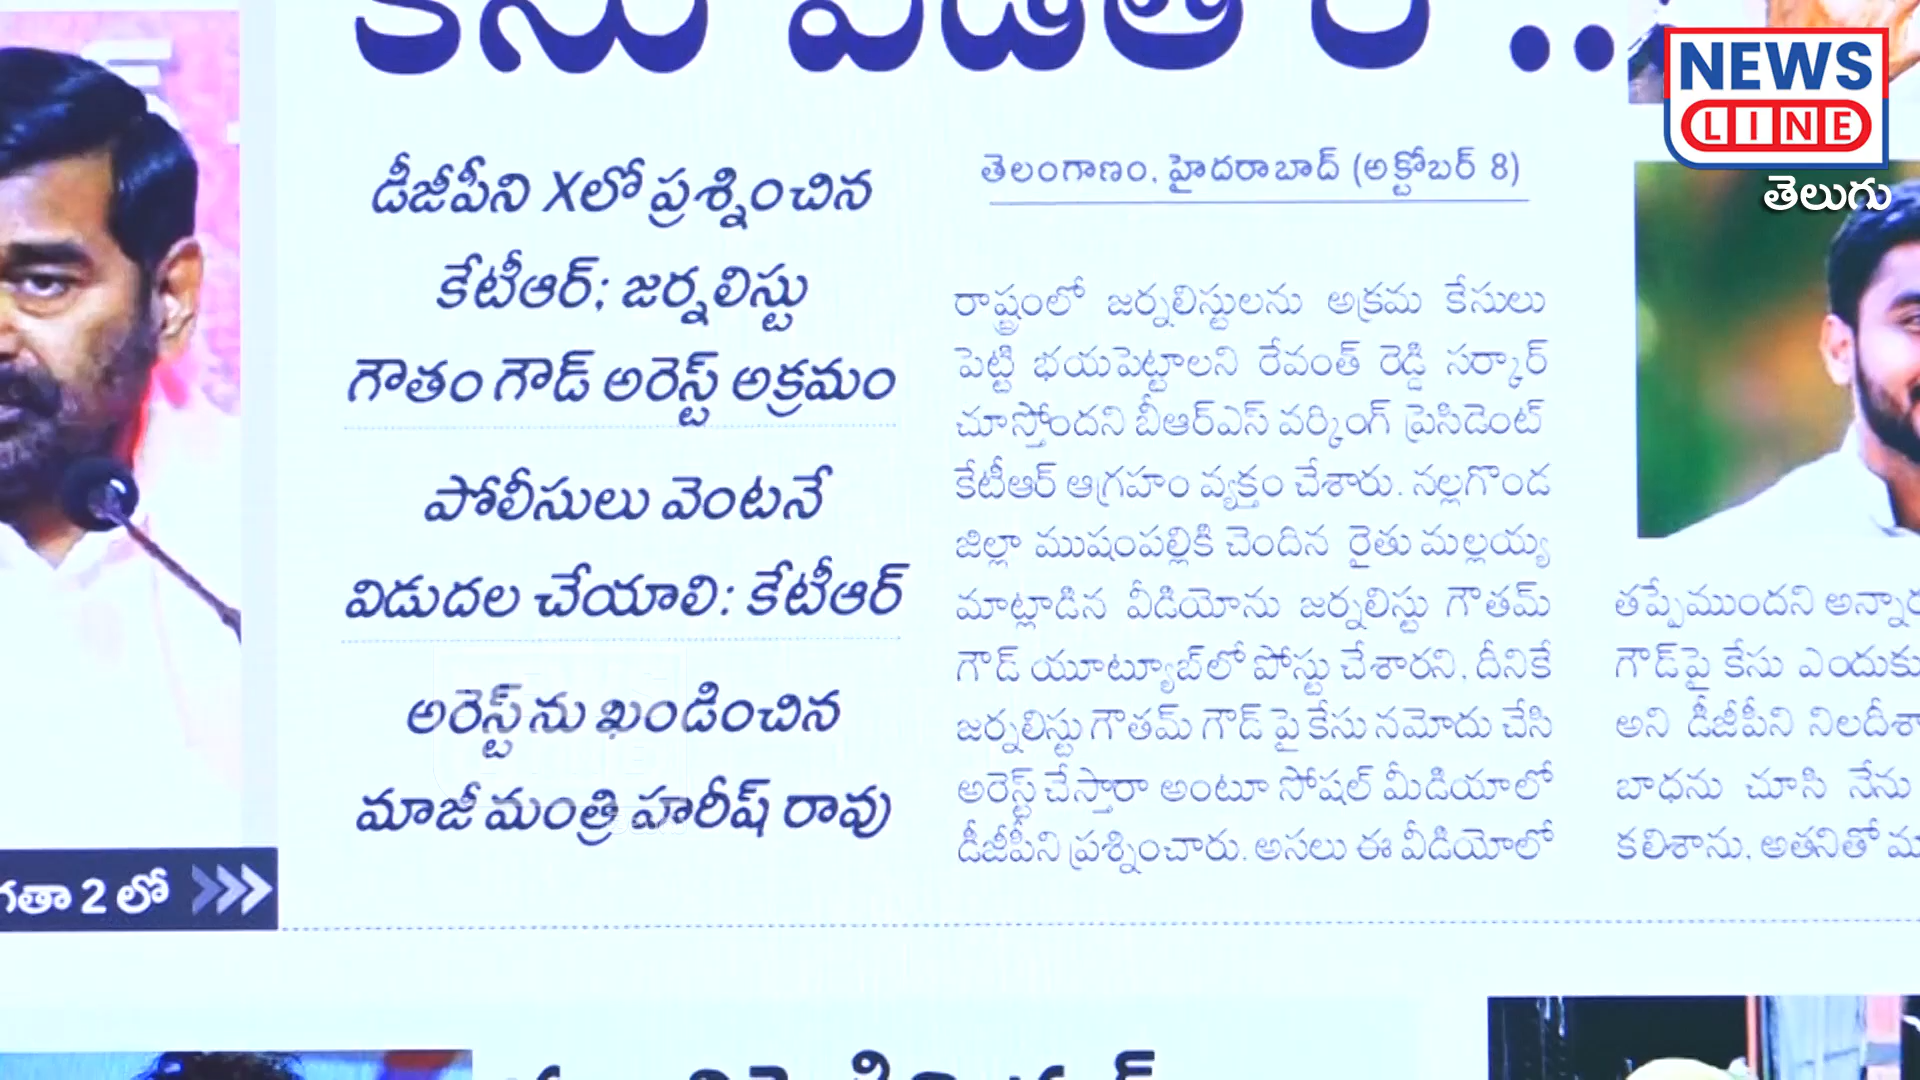 NEWS
LINE
తెలుగు
డీజీపీని Xలో ప్రశ్నించిన
కేటీఆర్; జర్నలిస్టు
గౌతం గౌడ్ అరెస్ట్ అక్రమం
పోలీసులు వెంటనే
విడుదల చేయాలి: కేటీఆర్
అరెస్ట్‌ను ఖండించిన
మాజీ మంత్రి హరీష్ రావు
తెలంగాణం, హైదరాబాద్ (అక్టోబర్ 8)
రాష్ట్రంలో జర్నలిస్టులను అక్రమ కేసులు
పెట్టి భయపెట్టాలని రేవంత్ రెడ్డి సర్కార్
చూస్తోందని బీఆర్ఎస్ వర్కింగ్ ప్రెసిడెంట్
కేటీఆర్ ఆగ్రహం వ్యక్తం చేశారు. నల్లగొండ
జిల్లా ముషంపల్లికి చెందిన రైతు మల్లయ్య
మాట్లాడిన వీడియోను జర్నలిస్టు గౌతమ్
గౌడ్ యూట్యూబ్‌లో పోస్టు చేశారని, దీనికే
జర్నలిస్టు గౌతమ్ గౌడ్ పై కేసు నమోదు చేసి
అరెస్ట్ చేస్తారా అంటూ సోషల్ మీడియాలో
డీజీపీని ప్రశ్నించారు. అసలు ఈ వీడియోలో
తప్పేముందని
గౌడ్‌పై కేసు
అని డీజీపీని
బాధను చూసి నేను
కలిశాను. అతనితో
2 లో